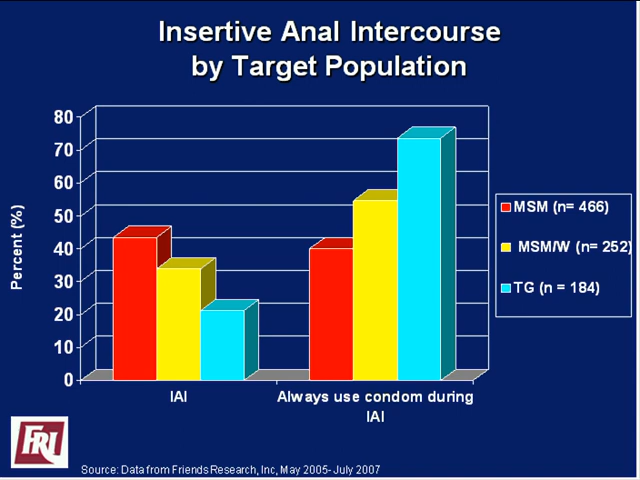 Insertive Anal Intercourse
by Target Population
Percent (%)
80
70
60
50
40
30
20
10
0
IAI
Always use condom during
IAI
MSM (n= 466)
MSM/W (n= 252)
TG (n = 184)
FRI
Source: Data from Friends Research, Inc, May 2005- July 2007